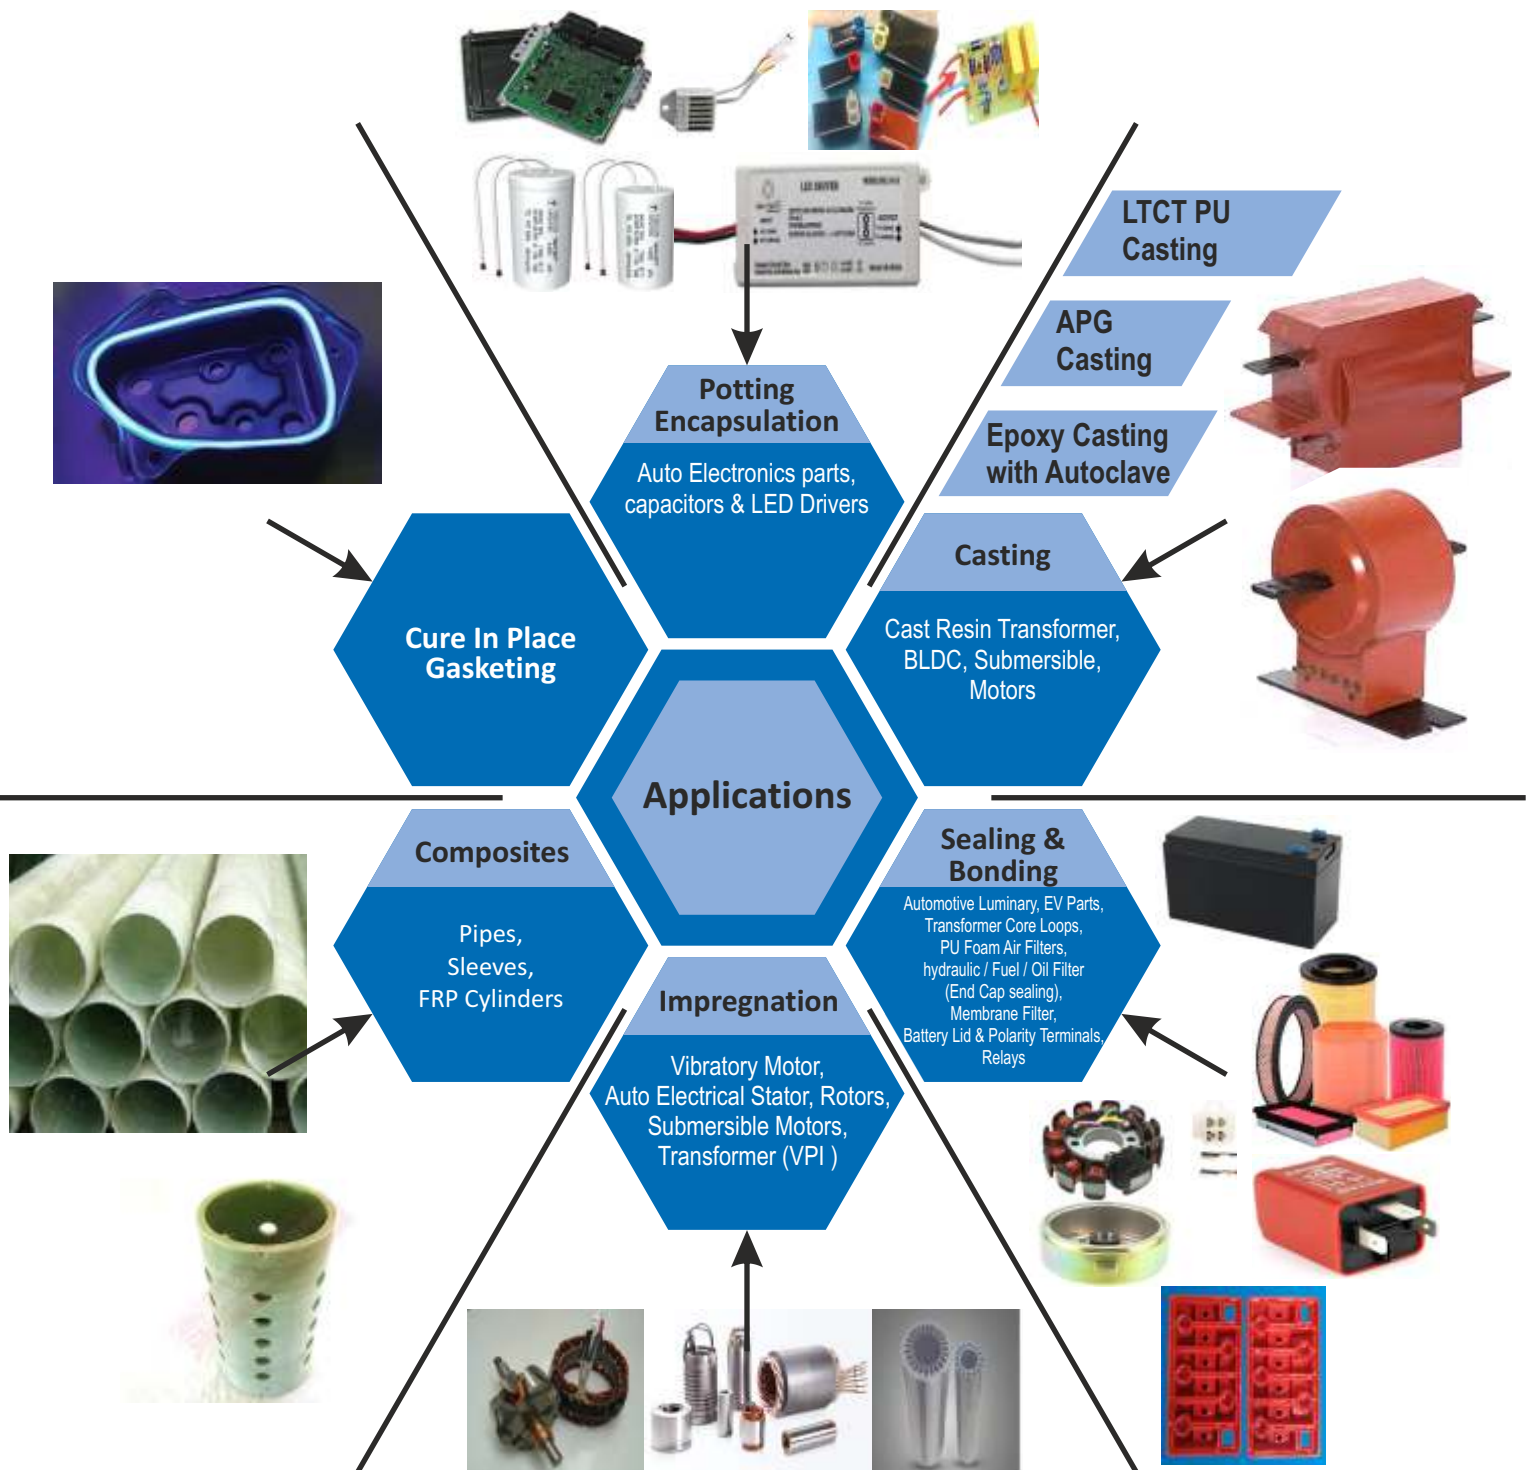 LED DRIVER
LTCT PU
Casting
APG
Casting
Epoxy Casting
with Autoclave
Potting
Encapsulation
Auto Electronics parts,
capacitors & LED Drivers
Casting
Cast Resin Transformer,
BLDC, Submersible,
Motors
Cure In Place
Gasketing
Applications
Composites
Pipes,
Sleeves,
FRP Cylinders
Sealing &
Bonding
Automotive Luminary, EV Parts,
Transformer Core Loops,
PU Foam Air Filters,
hydraulic / Fuel / Oil Filter
(End Cap sealing),
Membrane Filter,
Battery Lid & Polarity Terminals,
Relays
Impregnation
Vibratory Motor,
Auto Electrical Stator, Rotors,
Submersible Motors,
Transformer (VPI )